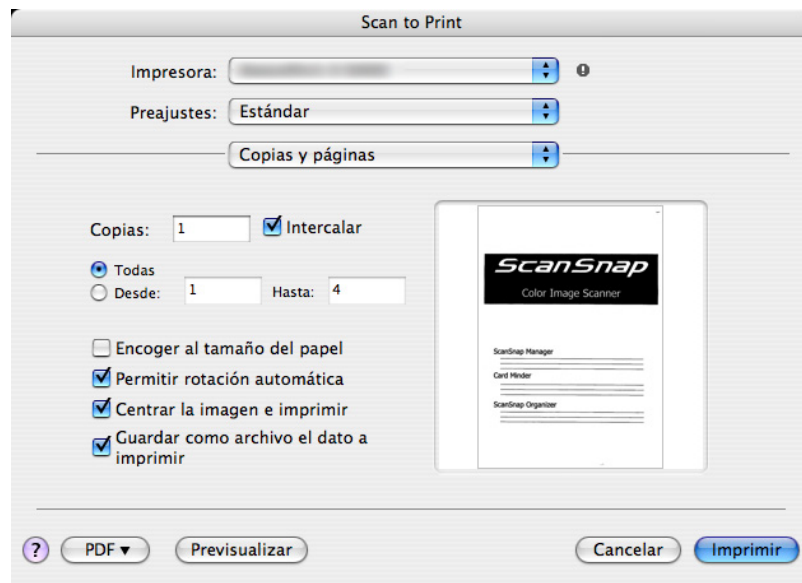 Scan to Print
Impresora:
Preajustes: Estándar
Copias y páginas
Copias: 1 Intercalar
Todas
Desde: 1 Hasta: 4
Encoger al tamaño del papel
Permitir rotación automática
Centrar la imagen e imprimir
Guardar como archivo el dato a
imprimir
ScanSnap
Color Image Scanner
ScanSnap Manager
Card Minder
ScanSnap Organizer
? PDF▼ Previsualizar Cancelar Imprimir